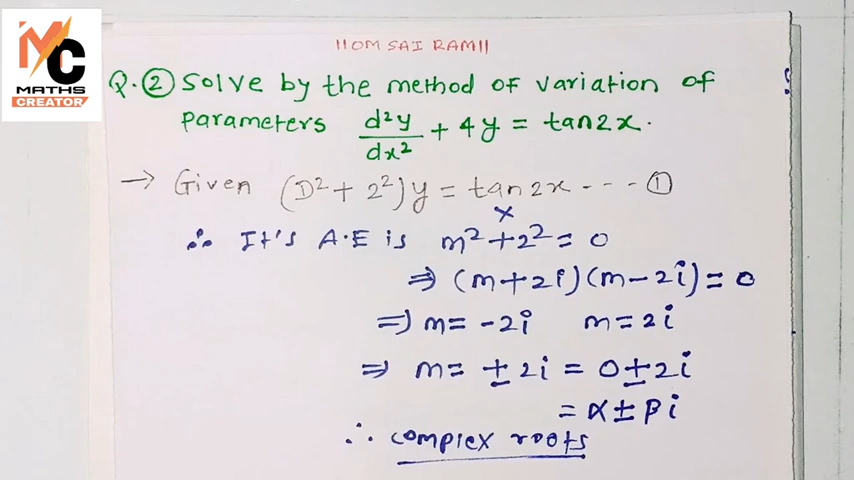 MC
MATHS
CREATOR
||OM SAI RAM||
Q.② Solve by the method of variation of
parameters d²y/dx² + 4y = tan2x.
→ Given (D² + 2²)y = tan2x --- ①
x
∴ It's A.E is m² + 2² = 0
⇒ (m+2i)(m-2i) = 0
⇒ m = -2i m = 2i
⇒ m = ± 2i = 0 ± 2i
= α ± βi
∴ complex roots